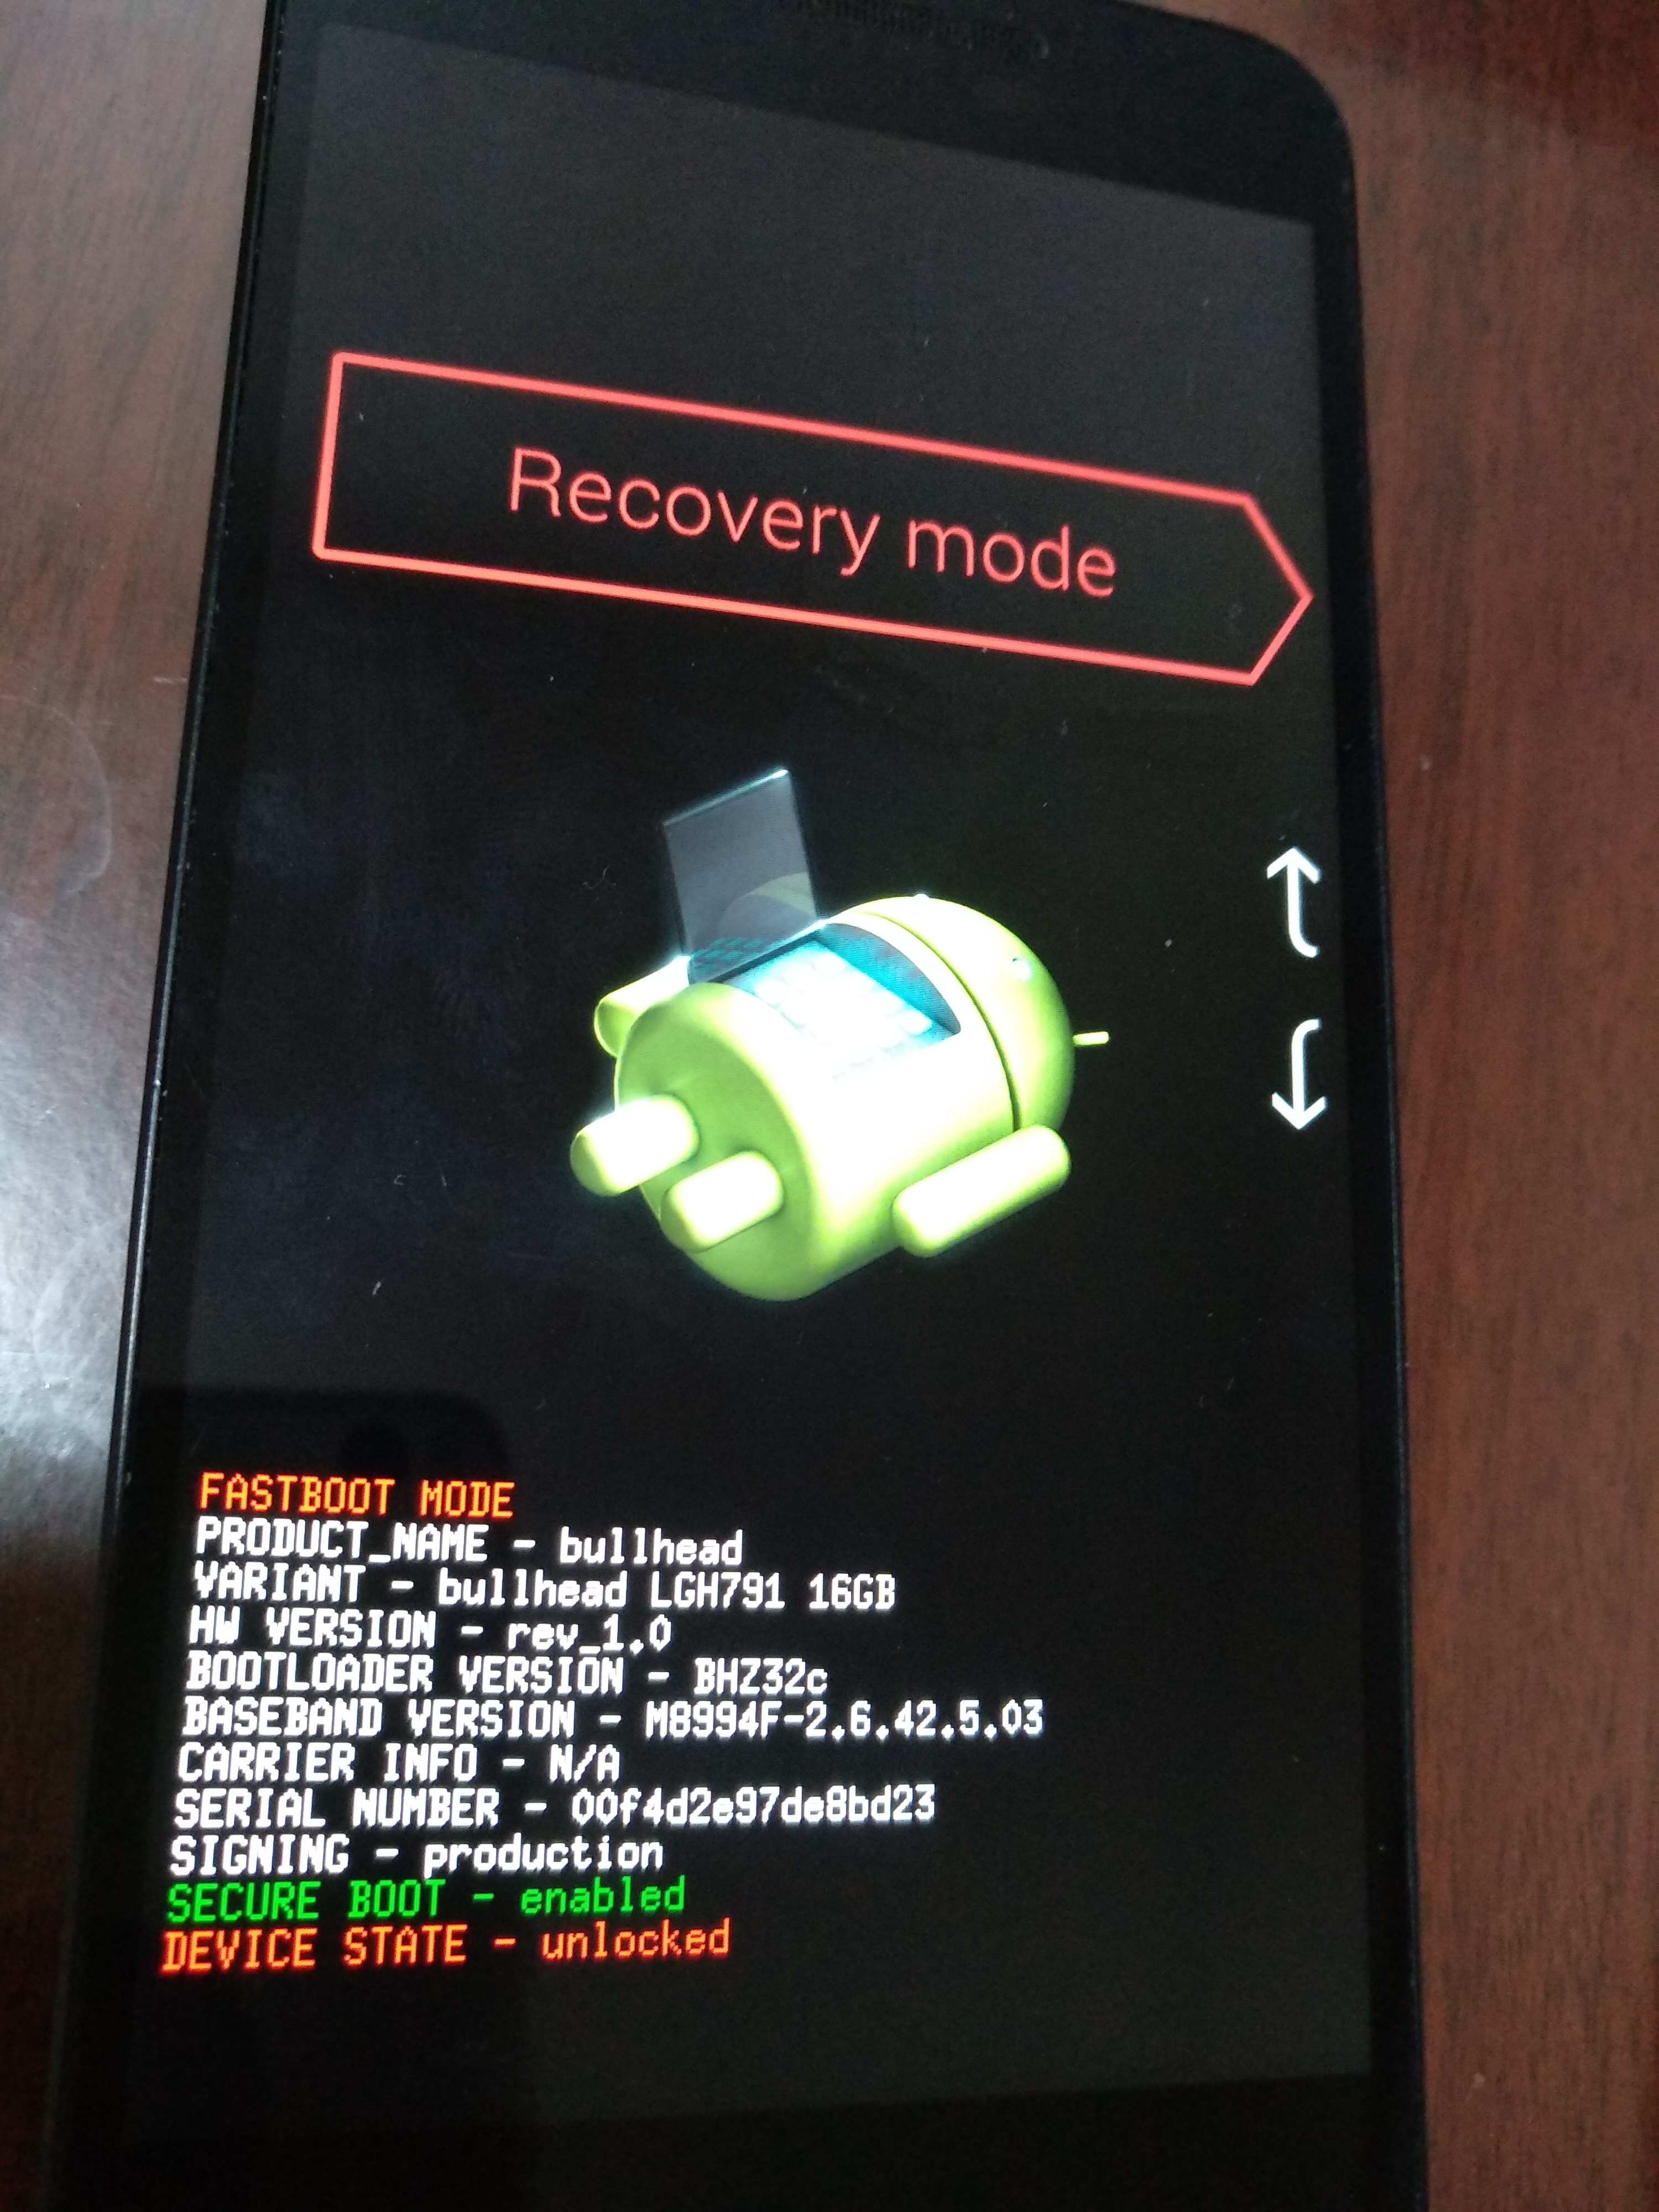 Recovery mode
FASTBOOT MODE
PRODUCT_NAME - bullhead
VARIANT - bullhead LGH791 16GB
HW VERSION - rev_1.0
BOOTLOADER VERSION - BHZ32c
BASEBAND VERSION - M8994F-2.6.42.5.03
CARRIER INFO - N/A
SERIAL NUMBER - 00f4d2e97de8bd23
SIGNING - production
SECURE BOOT - enabled
DEVICE STATE - unlocked